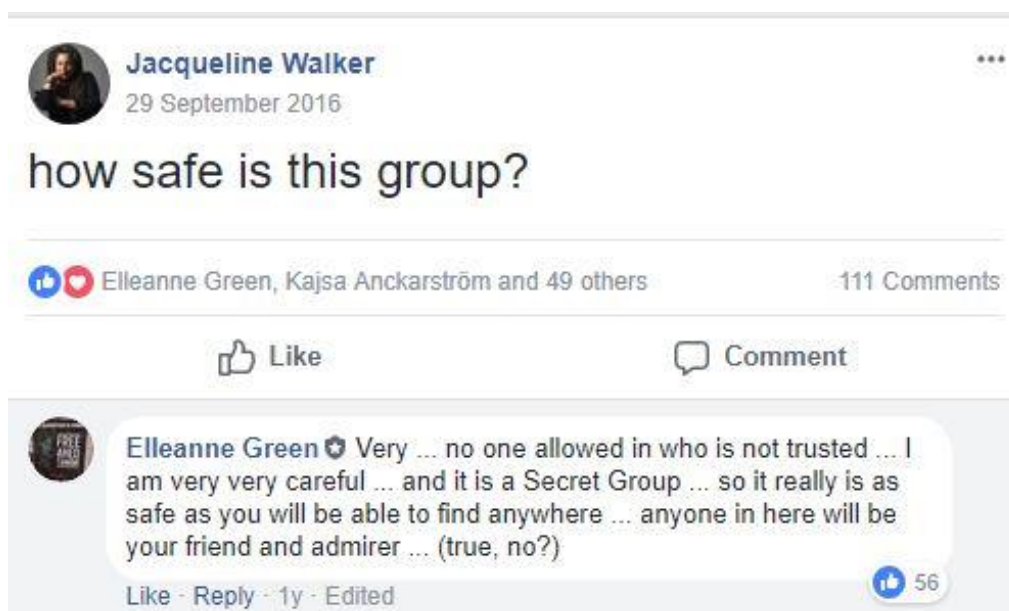 Jacqueline Walker
29 September 2016
how safe is this group?
Elleanne Green, Kajsa Anckarström and 49 others
111 Comments
Like
Comment
Elleanne Green Very ... no one allowed in who is not trusted ... I
am very very careful ... and it is a Secret Group ... so it really is as
safe as you will be able to find anywhere ... anyone in here will be
your friend and admirer ... (true, no?)
56
Like · Reply · 1y · Edited